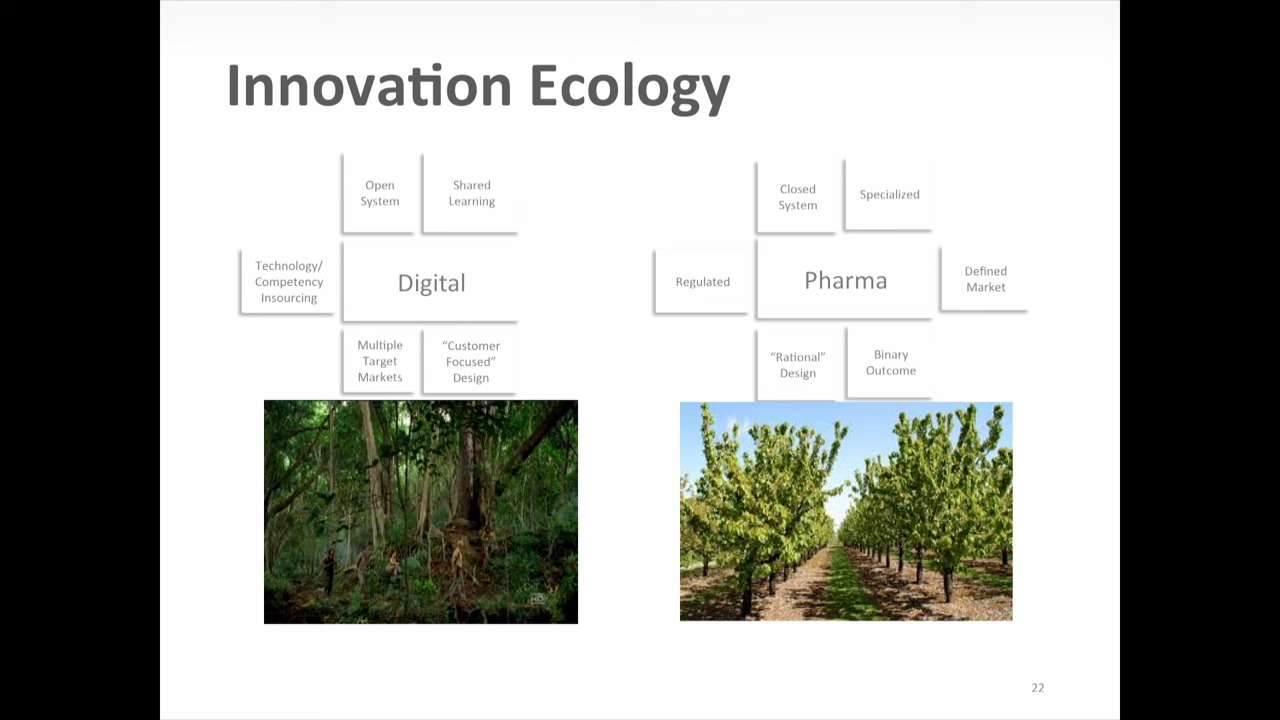 Innovation Ecology
Open
System
Shared
Learning
Technology/
Competency
Insourcing
Digital
Multiple
Target
Markets
“Customer
Focused”
Design
Closed
System
Specialized
Regulated
Pharma
Defined
Market
“Rational”
Design
Binary
Outcome
22